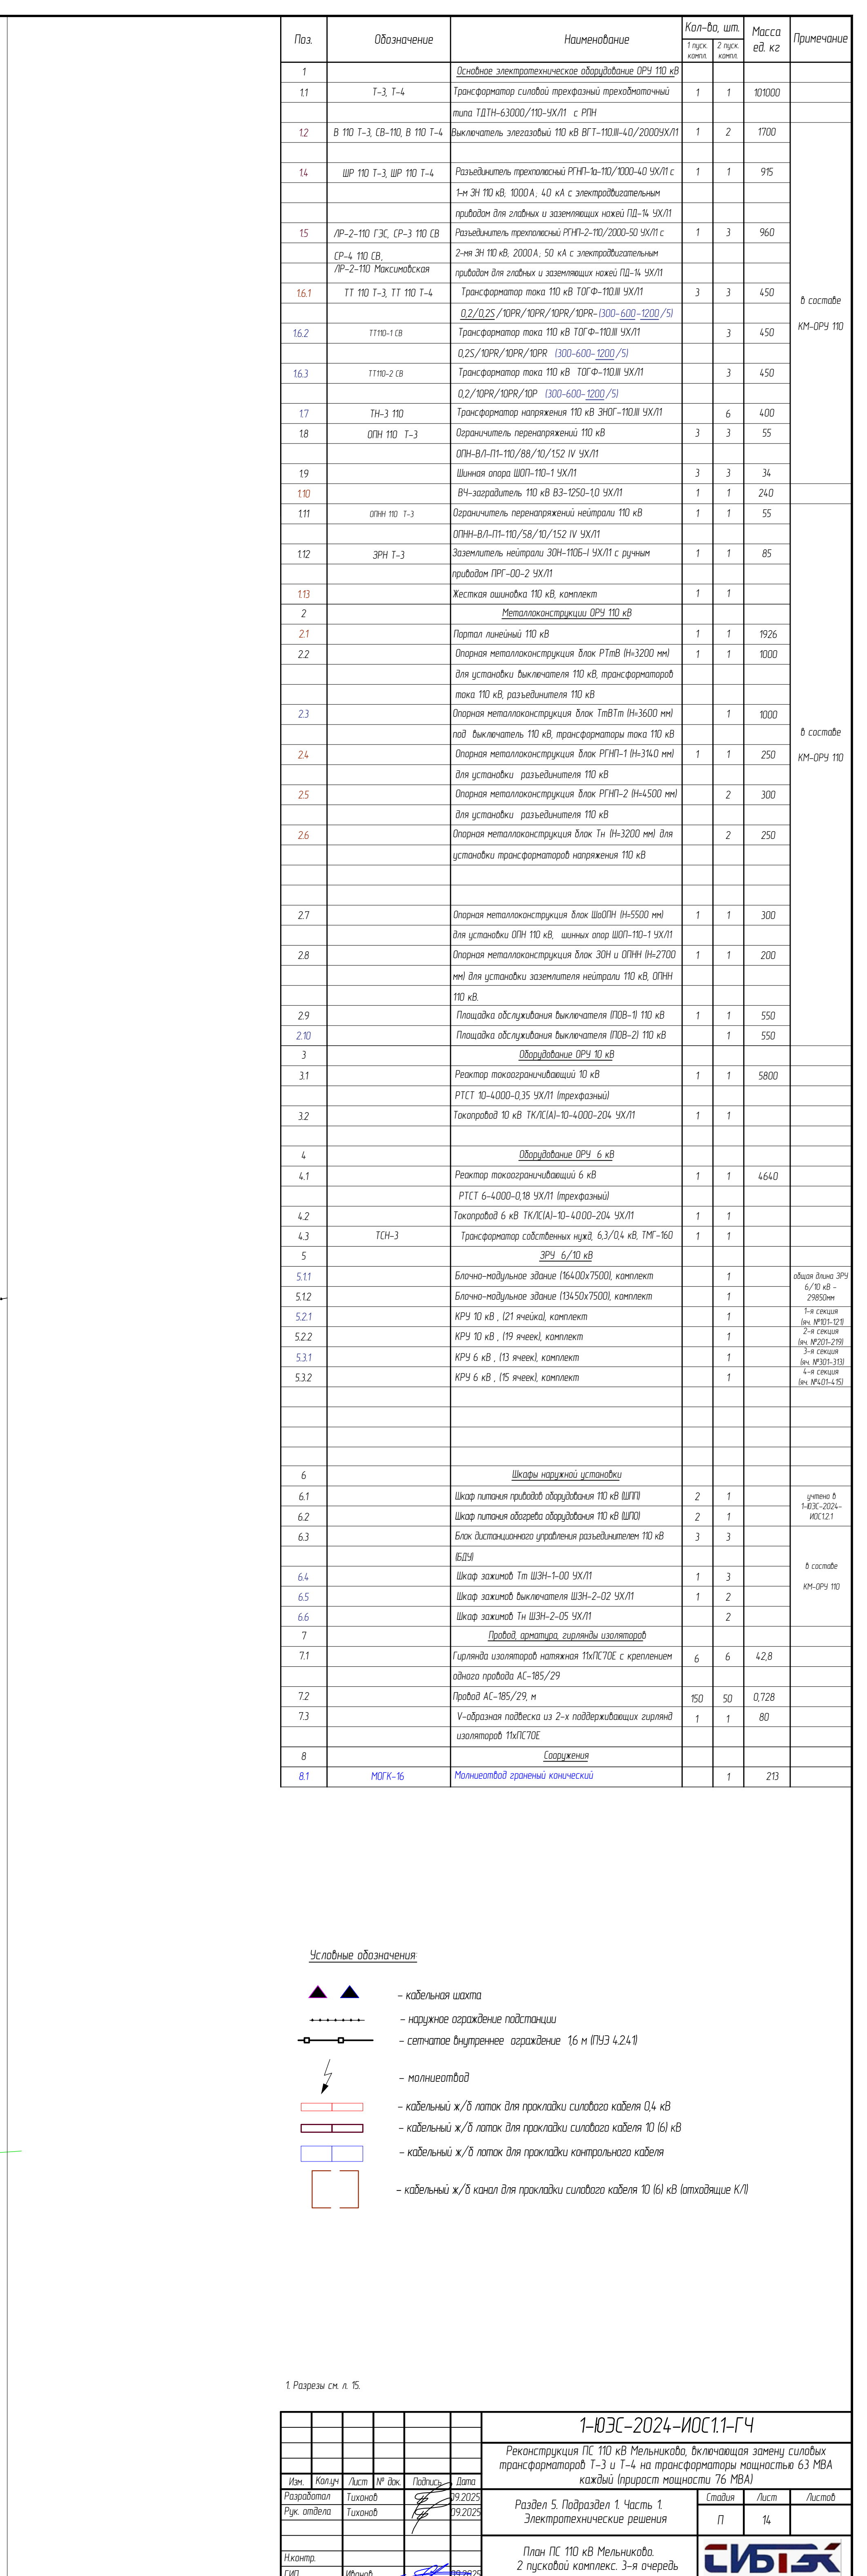 Поз.
Обозначение
Наименование
Кол-во, шт.
1 пуск. компл.
2 пуск. компл.
Масса ед. кг
Примечание
1 Основное электротехническое оборудование ОРУ 110 кВ
1.1 Т-3, Т-4 Трансформатор силовой трехфазный трехобмоточный 1 1 101000
типа ТДТН-63000/110-УХЛ1 с РПН
1.2 В 110 Т-3, СВ-110, В 110 Т-4 Выключатель элегазовый 110 кВ ВГТ-110.III-40/2000УХЛ1 1 2 1700
1.4 ШР 110 Т-3, ШР 110 Т-4 Разъединитель трехполюсный РГНП-1а-110/1000-40 УХЛ1 с 1 1 915
1-м ЗН 110 кВ, 1000А, 40 кА с электродвигательным
приводом для главных и заземляющих ножей ПД-14 УХЛ1
1.5 ЛР-2-110 ГЭС, СР-3 110 СВ Разъединитель трехполюсный РГНП-2-110/2000-50 УХЛ1 с 1 3 960
СР-4 110 СВ, 2-мя ЗН 110 кВ, 2000А, 50 кА с электродвигательным
ЛР-2-110 Максимовская приводом для главных и заземляющих ножей ПД-14 УХЛ1
1.6.1 ТТ 110 Т-3, ТТ 110 Т-4 Трансформатор тока 110 кВ ТОГФ-110.III УХЛ1 3 3 450
в составе
КМ-ОРУ 110
0,2/0,2S/10PR/10PR/10PR/10PR-(300-600-1200/5)
1.6.2 ТТ110-1 СВ Трансформатор тока 110 кВ ТОГФ-110.III УХЛ1 3 450
0,2S/10PR/10PR/10PR (300-600-1200/5)
1.6.3 ТТ110-2 СВ Трансформатор тока 110 кВ ТОГФ-110.III УХЛ1 3 450
0,2/10PR/10PR/10P (300-600-1200/5)
1.7 ТН-3 110 Трансформатор напряжения 110 кВ ЗНОГ-110.III УХЛ1 6 400
1.8 ОПН 110 Т-3 Ограничитель перенапряжений 110 кВ 3 3 55
ОПН-ВЛ-П1-110/88/10/1.52 IV УХЛ1
1.9 Шинная опора ШОП-110-1 УХЛ1 3 3 34
1.10 ВЧ-заградитель 110 кВ ВЗ-1250-1,0 УХЛ1 1 1 240
1.11 ОПНН 110 Т-3 Ограничитель перенапряжений нейтрали 110 кВ 1 1 55
ОПНН-ВЛ-П1-110/58/10/1.52 IV УХЛ1
1.12 ЗРН Т-3 Заземлитель нейтрали ЗОН-110Б-I УХЛ1 с ручным 1 1 85
приводом ПРГ-00-2 УХЛ1
1.13 Жесткая ошиновка 110 кВ, комплект 1 1
2 Металлоконструкции ОРУ 110 кВ
2.1 Портал линейный 110 кВ 1 1 1926
2.2 Опорная металлоконструкция блок РТтВ (Н=3200 мм) 1 1 1000
для установки выключателя 110 кВ, трансформаторов
тока 110 кВ, разъединителя 110 кВ
2.3 Опорная металлоконструкция блок ТтВТт (Н=3600 мм) 1 1000
под выключатель 110 кВ, трансформаторы тока 110 кВ
в составе
КМ-ОРУ 110
2.4 Опорная металлоконструкция блок РГНП-1 (Н=3140 мм) 1 1 250
для установки разъединителя 110 кВ
2.5 Опорная металлоконструкция блок РГНП-2 (Н=4500 мм) 2 300
для установки разъединителя 110 кВ
2.6 Опорная металлоконструкция блок Тн (Н=3200 мм) для 2 250
установки трансформаторов напряжения 110 кВ
2.7 Опорная металлоконструкция блок ШоОПН (Н=5500 мм) 1 1 300
для установки ОПН 110 кВ, шинных опор ШОП-110-1 УХЛ1
2.8 Опорная металлоконструкция блок ЗОН и ОПНН (Н=2700 1 1 200
мм) для установки заземлителя нейтрали 110 кВ, ОПНН
110 кВ.
2.9 Площадка обслуживания выключателя (ПОВ-1) 110 кВ 1 1 550
2.10 Площадка обслуживания выключателя (ПОВ-2) 110 кВ 1 550
3 Оборудование ОРУ 10 кВ
3.1 Реактор токоограничивающий 10 кВ 1 1 5800
РТСТ 10-4000-0,35 УХЛ1 (трехфазный)
3.2 Токопровод 10 кВ ТКЛС(А)-10-4000-204 УХЛ1 1 1
4 Оборудование ОРУ 6 кВ
4.1 Реактор токоограничивающий 6 кВ 1 1 4640
РТСТ 6-4000-0,18 УХЛ1 (трехфазный)
4.2 Токопровод 6 кВ ТКЛС(А)-10-4000-204 УХЛ1 1 1
4.3 ТСН-3 Трансформатор собственных нужд, 6,3/0,4 кВ, ТМГ-160 1 1
5 ЗРУ 6/10 кВ
5.1.1 Блочно-модульное здание (16400х7500), комплект 1
общая длина ЗРУ
6/10 кВ -
29850мм
5.1.2 Блочно-модульное здание (13450х7500), комплект 1
5.2.1 КРУ 10 кВ , (21 ячейка), комплект 1 1-я секция (яч. №101-121)
5.2.2 КРУ 10 кВ , (19 ячеек), комплект 1 2-я секция (яч. №201-219)
5.3.1 КРУ 6 кВ , (13 ячеек), комплект 1 3-я секция (яч. №301-313)
5.3.2 КРУ 6 кВ , (15 ячеек), комплект 1 4-я секция (яч. №401-415)
6 Шкафы наружной установки
6.1 Шкаф питания приводов оборудования 110 кВ (ШПП) 2 1
учтено в
1-ЮЭС-2024-
ИОС1.2.1
6.2 Шкаф питания обогрева оборудования 110 кВ (ШПО) 2 1
6.3 Блок дистанционного управления разъединителем 110 кВ 3 3
(БДУ)
в составе
КМ-ОРУ 110
6.4 Шкаф зажимов Тт ШЗН-1-00 УХЛ1 1 3
6.5 Шкаф зажимов выключателя ШЗН-2-02 УХЛ1 1 2
6.6 Шкаф зажимов Тн ШЗН-2-05 УХЛ1 2
7 Провод, арматура, гирлянды изоляторов
7.1 Гирлянда изоляторов натяжная 11хПС70Е с креплением 6 6 42,8
одного провода АС-185/29
7.2 Провод АС-185/29, м 150 50 0,728
7.3 V-образная подвеска из 2-х поддерживающих гирлянд 1 1 80
изоляторов 11хПС70Е
8 Сооружения
8.1 МОГК-16 Молниеотвод граненый конический 1 213
Условные обозначения:
- кабельная шахта
- наружное ограждение подстанции
- сетчатое внутреннее ограждение 1,6 м (ПУЭ 4.2.41)
- молниеотвод
- кабельный ж/б лоток для прокладки силового кабеля 0,4 кВ
- кабельный ж/б лоток для прокладки силового кабеля 10 (6) кВ
- кабельный ж/б лоток для прокладки контрольного кабеля
- кабельный ж/б канал для прокладки силового кабеля 10 (6) кВ (отходящие КЛ)
1. Разрезы см. л. 15.
1-ЮЭС-2024-ИОС1.1-ГЧ
Реконструкция ПС 110 кВ Мельниково, включающая замену силовых
трансформаторов Т-3 и Т-4 на трансформаторы мощностью 63 МВА
каждый (прирост мощности 76 МВА)
Изм. Кол.уч Лист № док. Подпись Дата
Разработал Тихонов 09.2025
Рук. отдела Тихонов 09.2025
Раздел 5. Подраздел 1. Часть 1.
Электротехнические решения
Стадия Лист Листов
П 14
Н.контр.
ГИП Иванов 09.2025
План ПС 110 кВ Мельниково.
2 пусковой комплекс. 3-я очередь
СИБТЭК